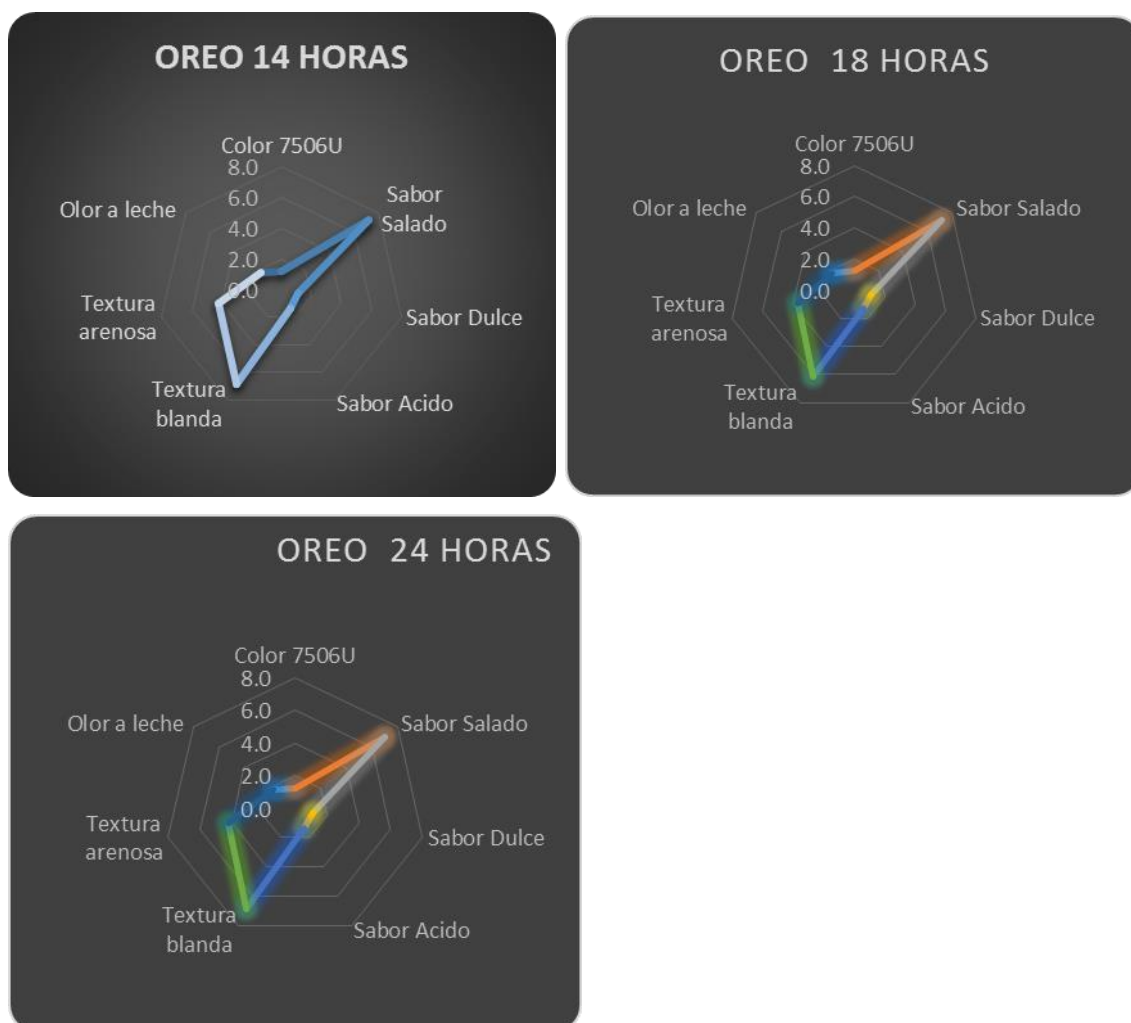 OREO 14 HORAS
Color 7506U
8.0
6.0
4.0
2.0
0.0
Sabor
Salado
Sabor Dulce
Sabor Acido
Textura
blanda
Textura
arenosa
Olor a leche
OREO 18 HORAS
Color 7506U
8.0
6.0
4.0
2.0
0.0
Sabor Salado
Sabor Dulce
Sabor Acido
Textura
blanda
Textura
arenosa
Olor a leche
OREO 24 HORAS
Color 7506U
8.0
6.0
4.0
2.0
0.0
Sabor Salado
Sabor Dulce
Sabor Acido
Textura
blanda
Textura
arenosa
Olor a leche